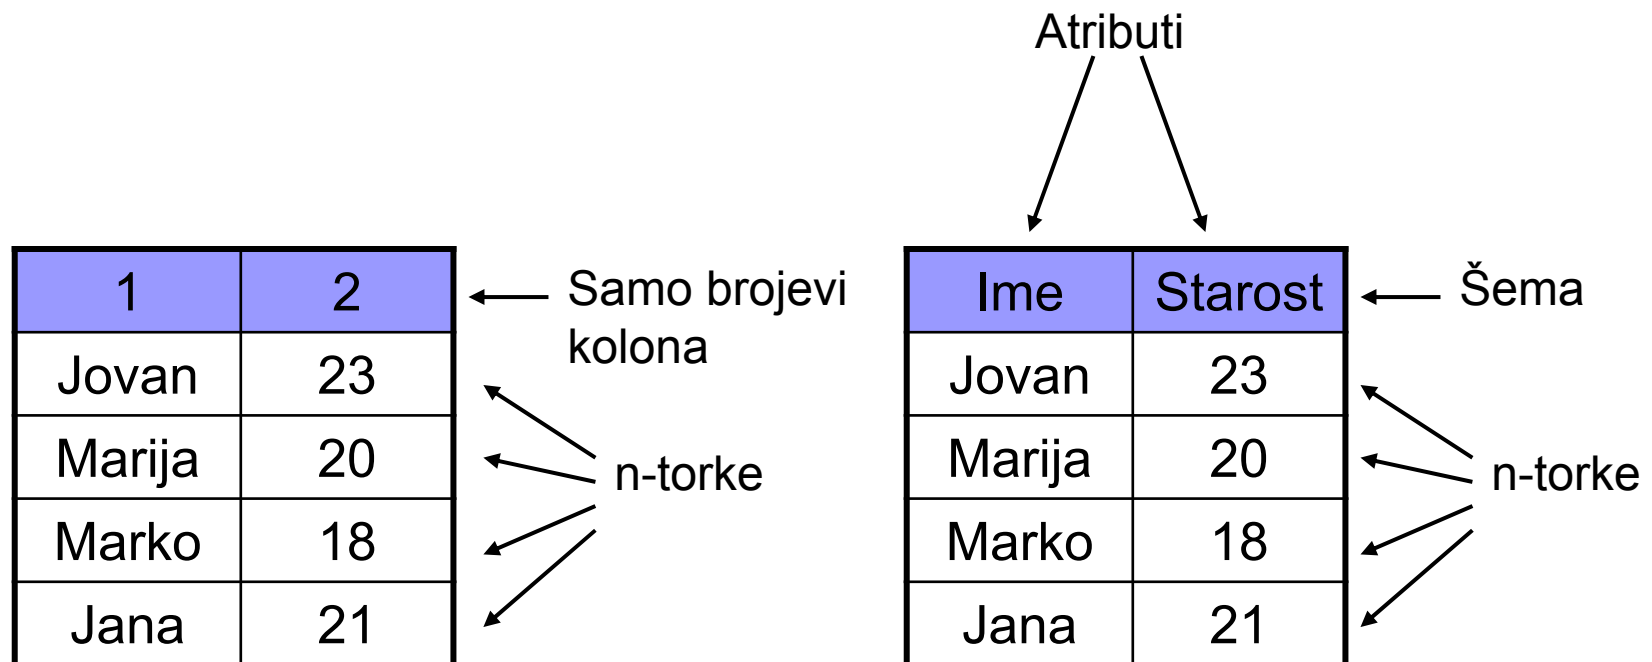 Atributi
1 2
Samo brojevi
kolona
Jovan 23
Marija 20
Marko 18
Jana 21
n-torke
Ime Starost
Šema
Jovan 23
Marija 20
Marko 18
Jana 21
n-torke